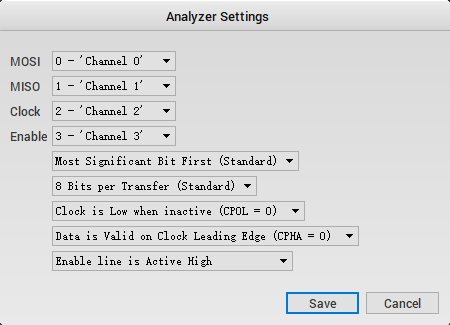 Analyzer Settings
MOSI 0 - 'Channel 0'
MISO 1 - 'Channel 1'
Clock 2 - 'Channel 2'
Enable 3 - 'Channel 3'
Most Significant Bit First (Standard)
8 Bits per Transfer (Standard)
Clock is Low when inactive (CPOL = 0)
Data is Valid on Clock Leading Edge (CPHA = 0)
Enable line is Active High
Save Cancel